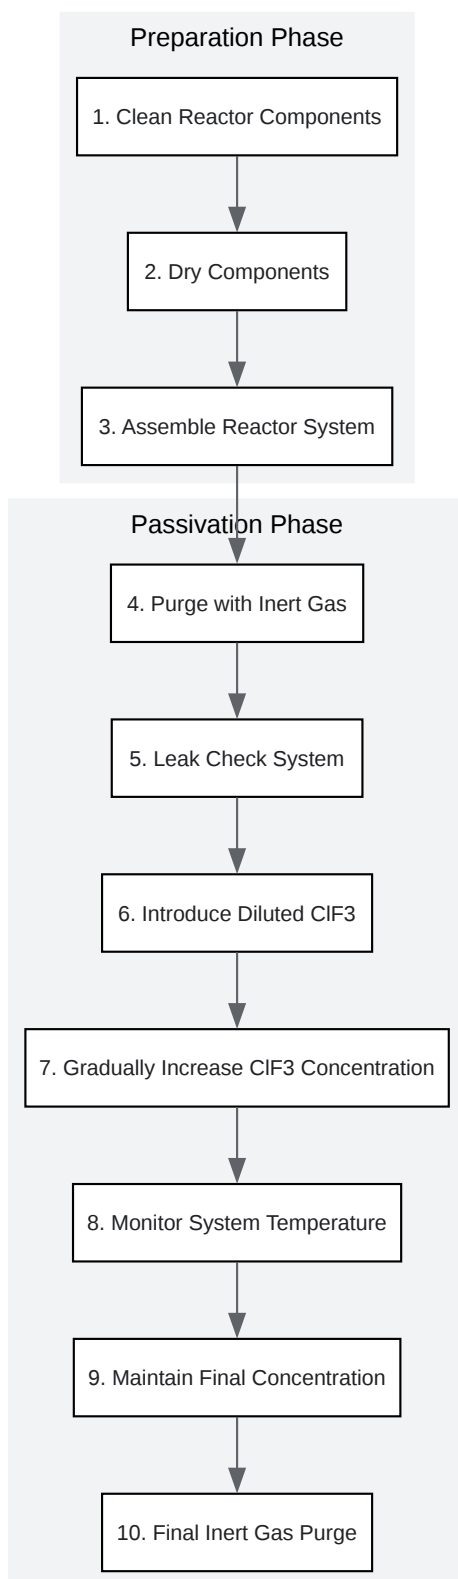 Preparation Phase
1. Clean Reactor Components
2. Dry Components
3. Assemble Reactor System
Passivation Phase
4. Purge with Inert Gas
5. Leak Check System
6. Introduce Diluted ClF3
7. Gradually Increase ClF3 Concentration
8. Monitor System Temperature
9. Maintain Final Concentration
10. Final Inert Gas Purge